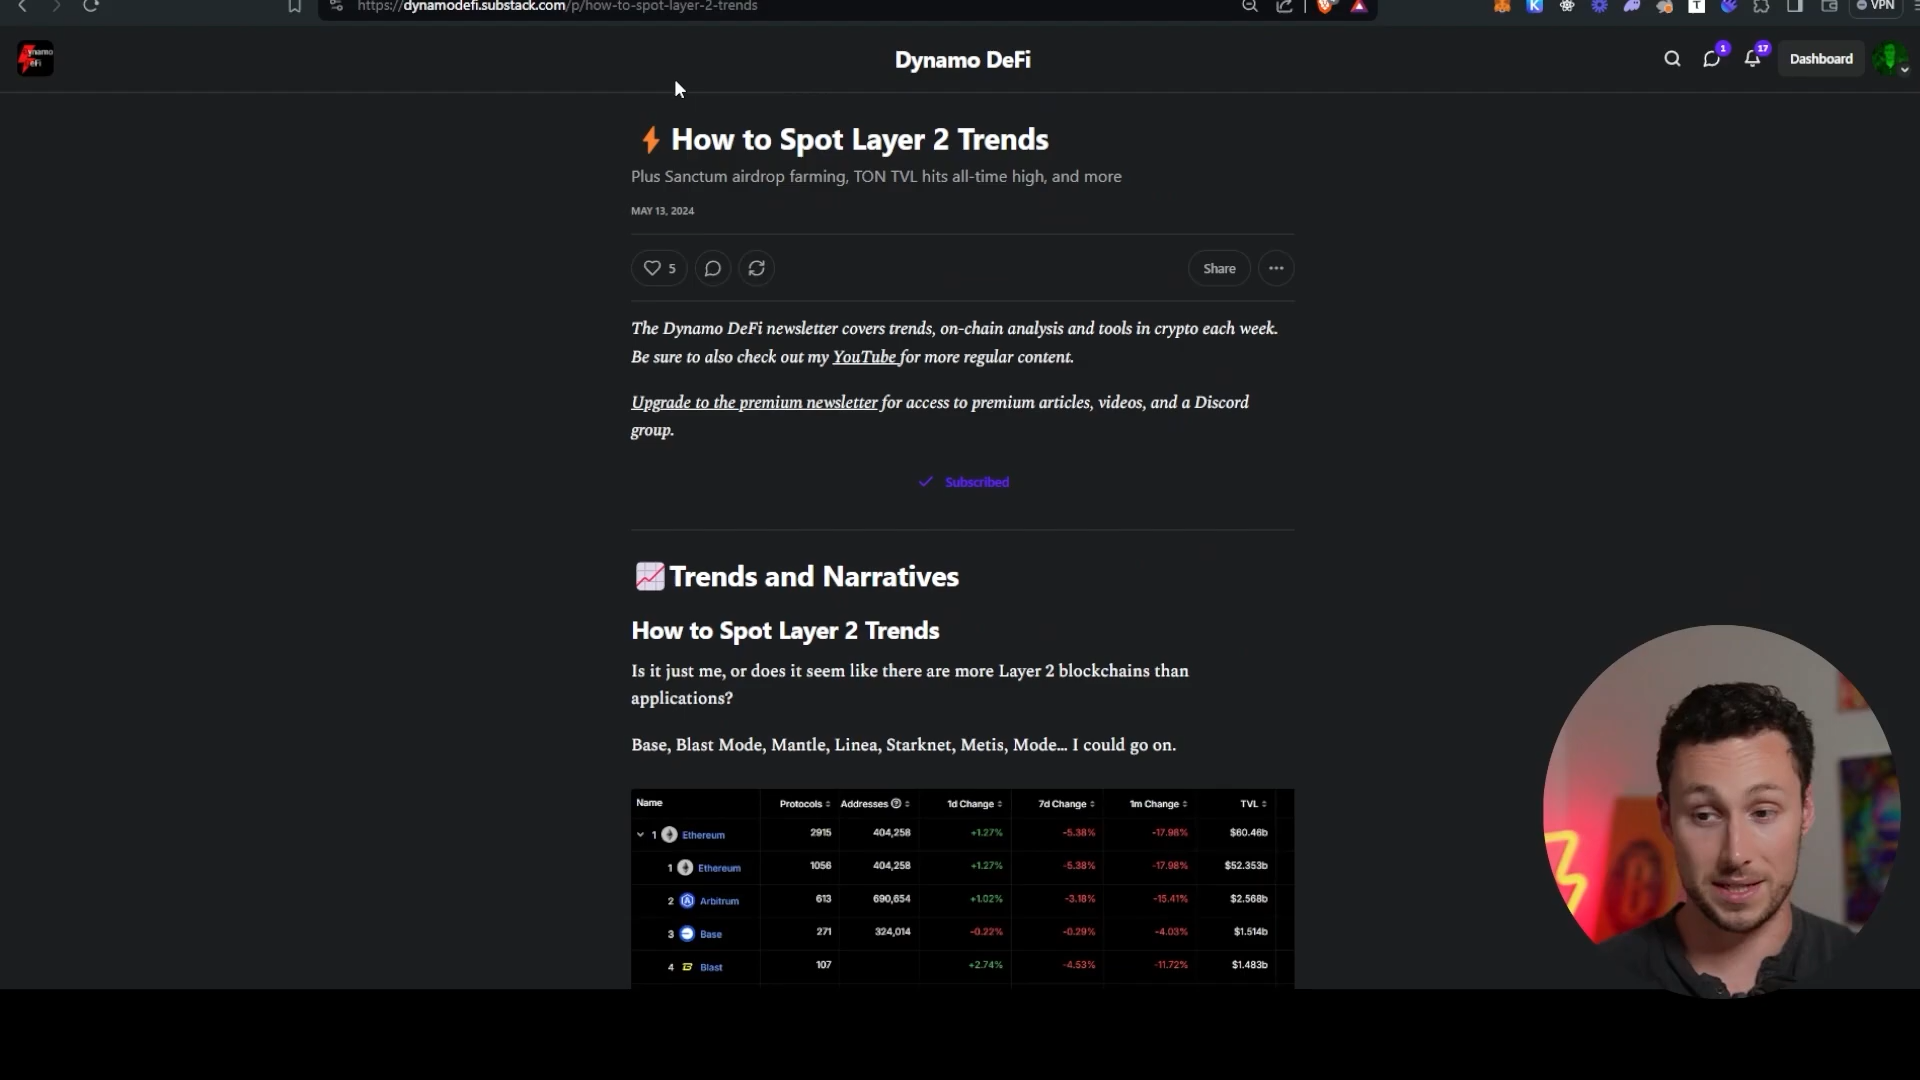 https://dynamodefi.substack.com/p/how-to-spot-layer-2-trends
VPN
Dynamo DeFi
1
17
Dashboard
How to Spot Layer 2 Trends
Plus Sanctum airdrop farming, TON TVL hits all-time high, and more
MAY 13, 2024
5
Share
The Dynamo DeFi newsletter covers trends, on-chain analysis and tools in crypto each week.
Be sure to also check out my YouTube for more regular content.
Upgrade to the premium newsletter for access to premium articles, videos, and a Discord
group.
Subscribed
Trends and Narratives
How to Spot Layer 2 Trends
Is it just me, or does it seem like there are more Layer 2 blockchains than
applications?
Base, Blast Mode, Mantle, Linea, Starknet, Metis, Mode... I could go on.
Name Protocols Addresses 1d Change 7d Change 1m Change TVL
1 Ethereum 2915 404,258 +1.27% -5.38% -17.98% $60.46b
1 Ethereum 1056 404,258 +1.27% -5.38% -17.98% $52.353b
2 Arbitrum 613 690,654 +1.02% -3.18% -15.41% $2.568b
3 Base 271 324,014 -0.22% -0.29% -4.03% $1.514b
4 Blast 107 +2.74% -4.53% -11.72% $1.483b